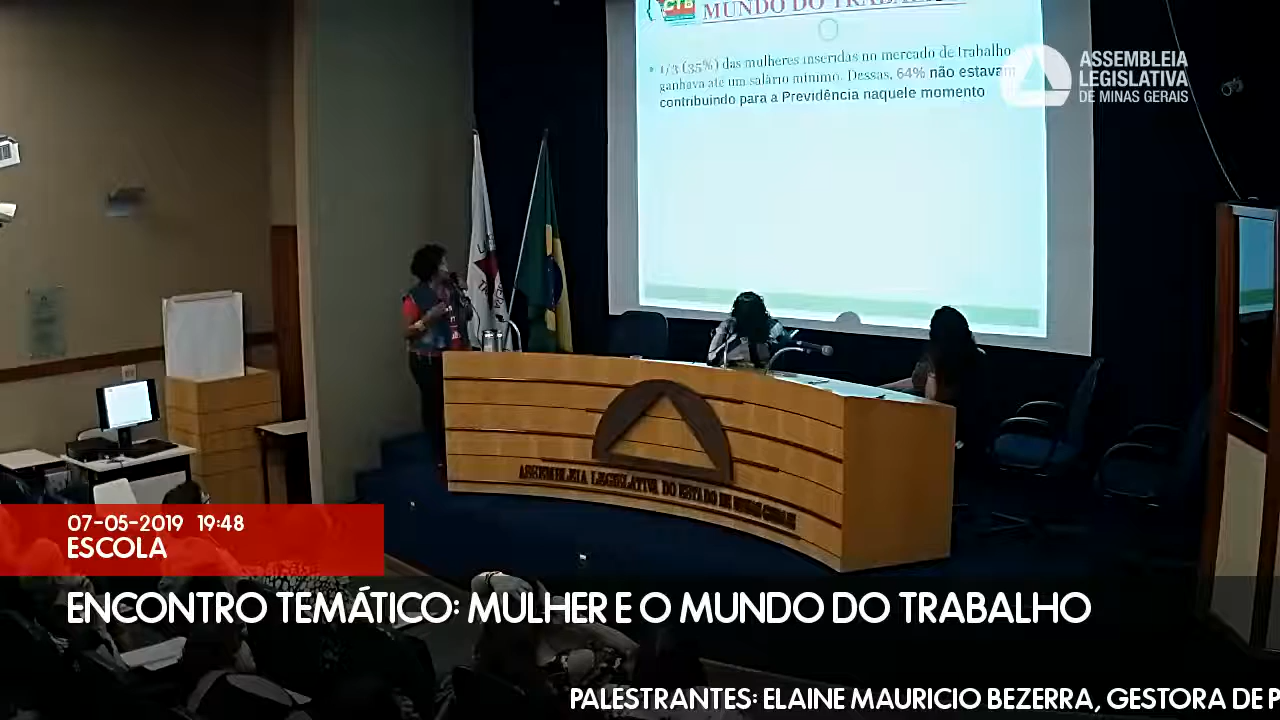 CTB
MUNDO DO TRABALHO
• 1/3 (35%) das mulheres inseridas no mercado de trabalho
ganhava até um salário mínimo. Dessas, 64% não estavam
contribuindo para a Previdência naquele momento
ASSEMBLEIA
LEGISLATIVA
DE MINAS GERAIS
ASSEMBLEIA LEGISLATIVA DO ESTADO DE MINAS GERAIS
07-05-2019 19:48
ESCOLA
ENCONTRO TEMÁTICO: MULHER E O MUNDO DO TRABALHO
PALESTRANTES: ELAINE MAURICIO BEZERRA, GESTORA DE P